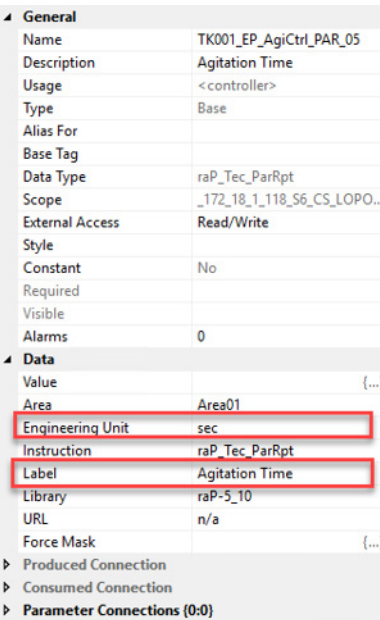 General
Name TK001_EP_AgiCtrl_PAR_05
Description Agitation Time
Usage <controller>
Type Base
Alias For
Base Tag
Data Type raP_Tec_ParRpt
Scope _172_18_1_118_S6_CS_LOPO...
External Access Read/Write
Style
Constant No
Required
Visible
Alarms 0
Data
Value {...
Area Area01
Engineering Unit sec
Instruction raP_Tec_ParRpt
Label Agitation Time
Library raP-5_10
URL n/a
Force Mask {...
Produced Connection
Consumed Connection
Parameter Connections {0:0}